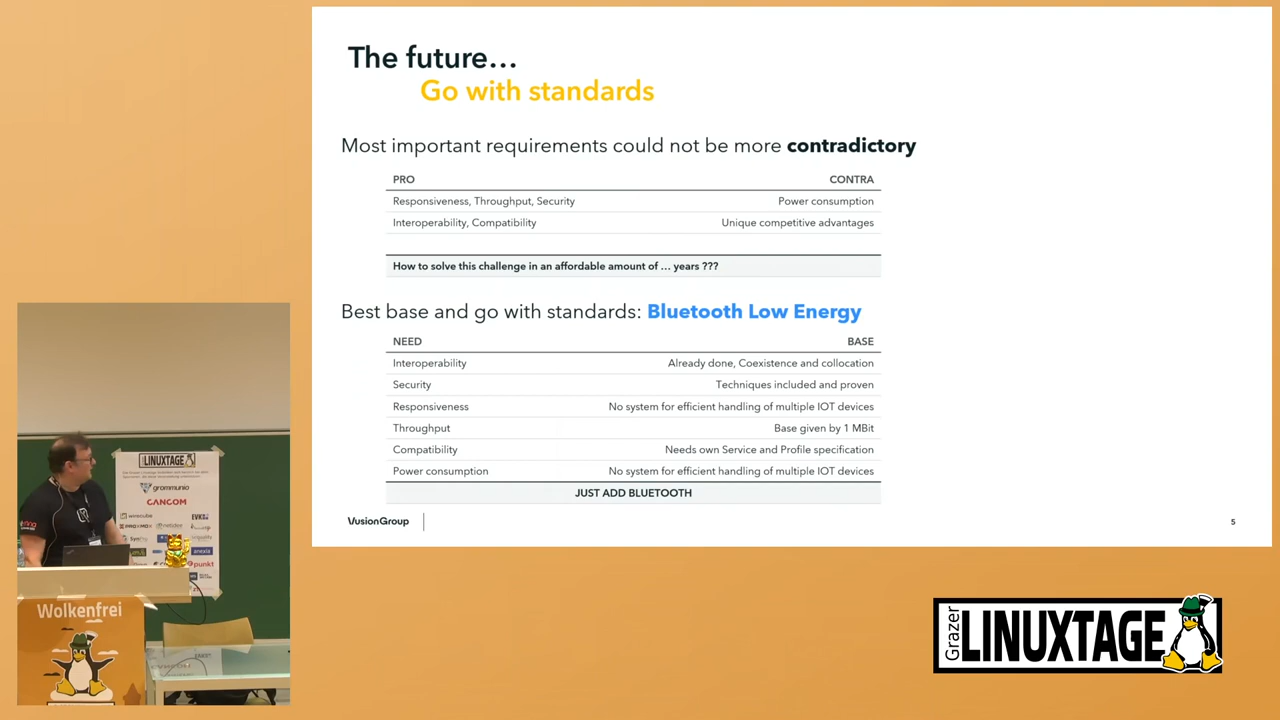 The future...
Go with standards
Most important requirements could not be more contradictory
PRO CONTRA
Responsiveness, Throughput, Security Power consumption
Interoperability, Compatibility Unique competitive advantages
How to solve this challenge in an affordable amount of ... years ???
Best base and go with standards: Bluetooth Low Energy
NEED BASE
Interoperability Already done, Coexistence and collocation
Security Techniques included and proven
Responsiveness No system for efficient handling of multiple IOT devices
Throughput Base given by 1 MBit
Compatibility Needs own Service and Profile specification
Power consumption No system for efficient handling of multiple IOT devices
JUST ADD BLUETOOTH
VusionGroup 5
LINUXTAGE
grommunio
CANCOM
PROXMOX
anexia
punkt
Wolkenfrei
Grazer
LINUXTAGE